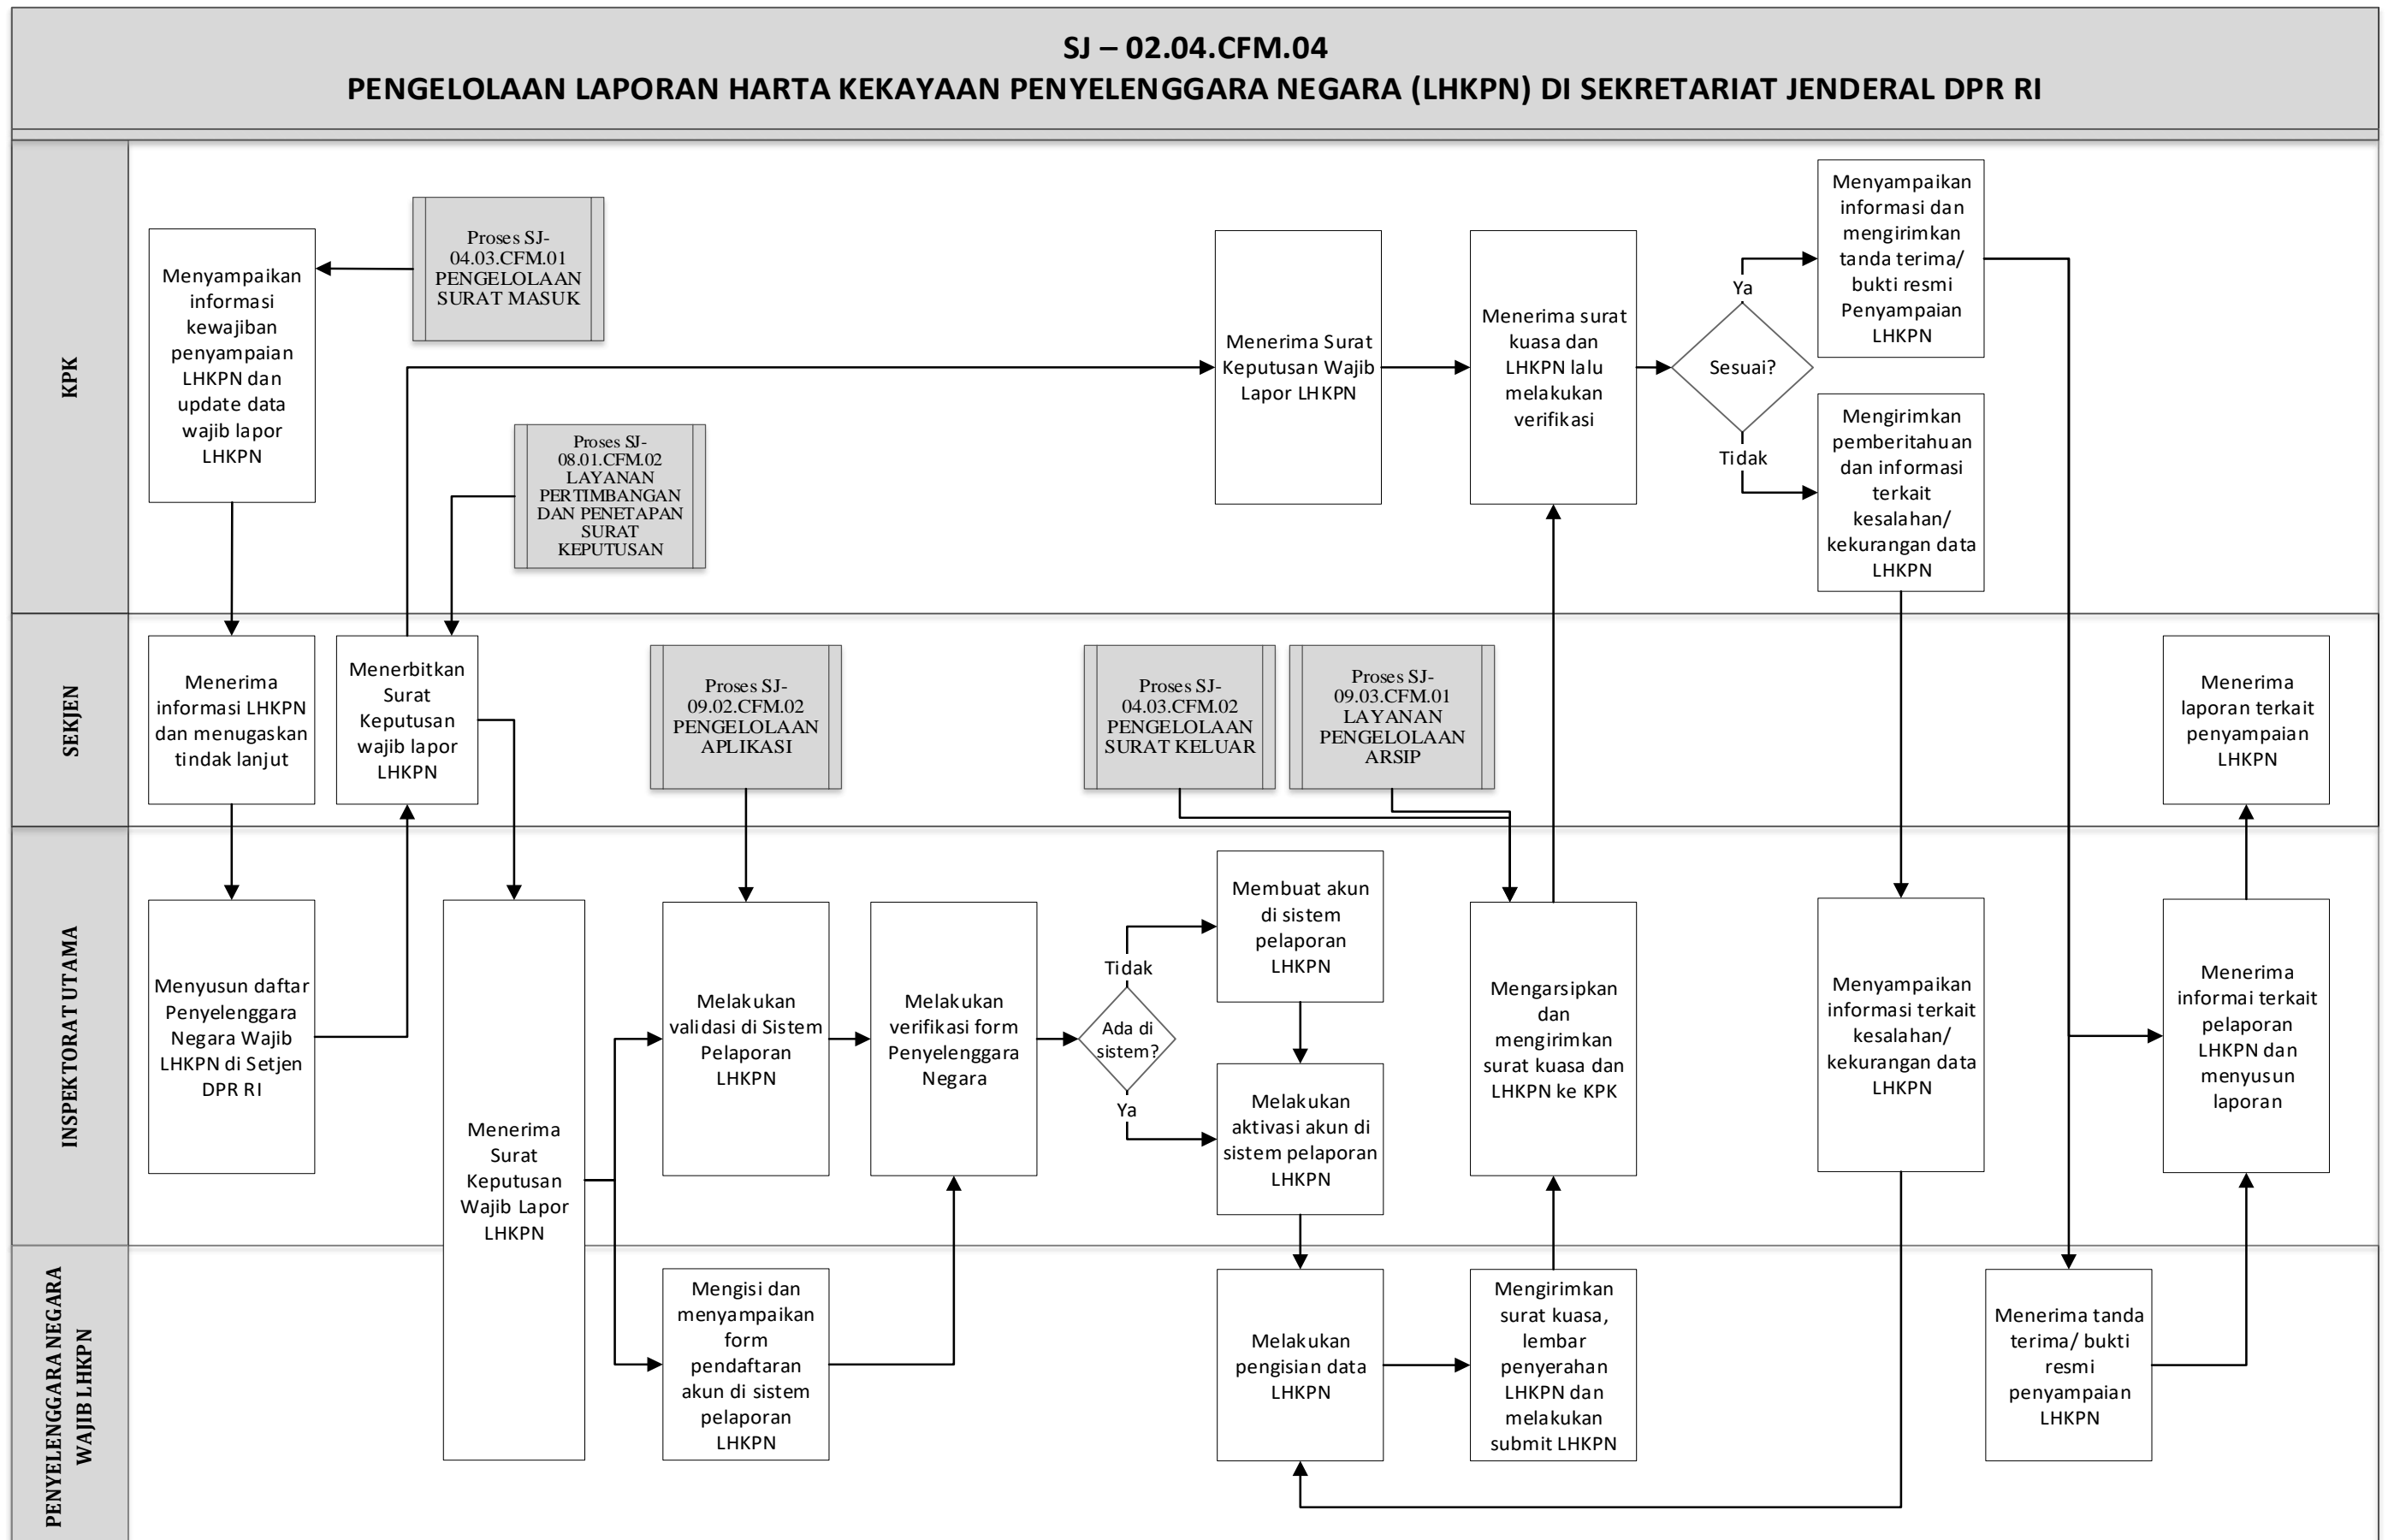 SJ – 02.04.CFM.04
PENGELOLAAN LAPORAN HARTA KEKAYAAN PENYELENGGARA NEGARA (LHKPN) DI SEKRETARIAT JENDERAL DPR RI
KPK
Menyampaikan
informasi
kewajiban
penyampaian
LHKPN dan
update data
wajib lapor
LHKPN
Proses SJ-
04.03.CFM.01
PENGELOLAAN
SURAT MASUK
Proses SJ-
08.01.CFM.02
LAYANAN
PERTIMBANGAN
DAN PENETAPAN
SURAT
KEPUTUSAN
Menerima Surat
Keputusan Wajib
Lapor LHKPN
Menerima surat
kuasa dan
LHKPN lalu
melakukan
verifikasi
Sesuai?
Ya
Tidak
Menyampaikan
informasi dan
mengirimkan
tanda terima/
bukti resmi
Penyampaian
LHKPN
Mengirimkan
pemberitahuan
dan informasi
terkait
kesalahan/
kekurangan data
LHKPN
SEKJEN
Menerima
informasi LHKPN
dan menugaskan
tindak lanjut
Menerbitkan
Surat
Keputusan
wajib lapor
LHKPN
Proses SJ-
09.02.CFM.02
PENGELOLAAN
APLIKASI
Proses SJ-
04.03.CFM.02
PENGELOLAAN
SURAT KELUAR
Proses SJ-
09.03.CFM.01
LAYANAN
PENGELOLAAN
ARSIP
Menerima
laporan terkait
penyampaian
LHKPN
INSPEKTORAT UTAMA
Menyusun daftar
Penyelenggara
Negara Wajib
LHKPN di Setjen
DPR RI
Menerima
Surat
Keputusan
Wajib Lapor
LHKPN
Melakukan
validasi di Sistem
Pelaporan
LHKPN
Melakukan
verifikasi form
Penyelenggara
Negara
Ada di
sistem?
Tidak
Ya
Membuat akun
di sistem
pelaporan
LHKPN
Melakukan
aktivasi akun di
sistem pelaporan
LHKPN
Mengarsipkan
dan
mengirimkan
surat kuasa dan
LHKPN ke KPK
Menyampaikan
informasi terkait
kesalahan/
kekurangan data
LHKPN
Menerima
informai terkait
pelaporan
LHKPN dan
menyusun
laporan
PENYELENGGARA NEGARA
WAJIB LHKPN
Mengisi dan
menyampaikan
form
pendaftaran
akun di sistem
pelaporan
LHKPN
Melakukan
pengisian data
LHKPN
Mengirimkan
surat kuasa,
lembar
penyerahan
LHKPN dan
melakukan
submit LHKPN
Menerima tanda
terima/ bukti
resmi
penyampaian
LHKPN